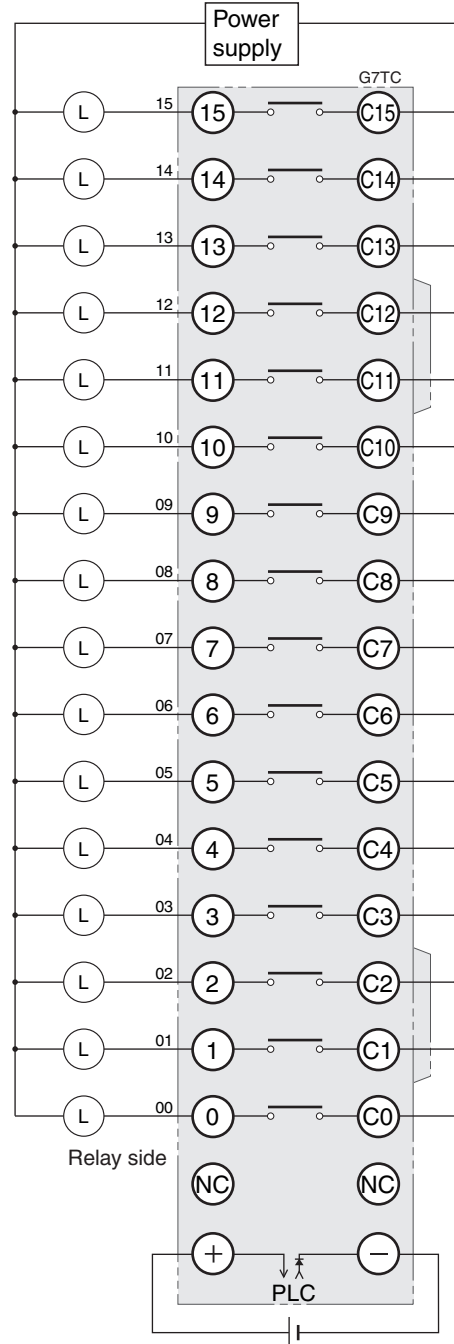 Power
supply
G7TC
L 15 15 C15
L 14 14 C14
L 13 13 C13
L 12 12 C12
L 11 11 C11
L 10 10 C10
L 09 9 C9
L 08 8 C8
L 07 7 C7
L 06 6 C6
L 05 5 C5
L 04 4 C4
L 03 3 C3
L 02 2 C2
L 01 1 C1
L 00 0 C0
Relay side
NC NC
+ −
PLC